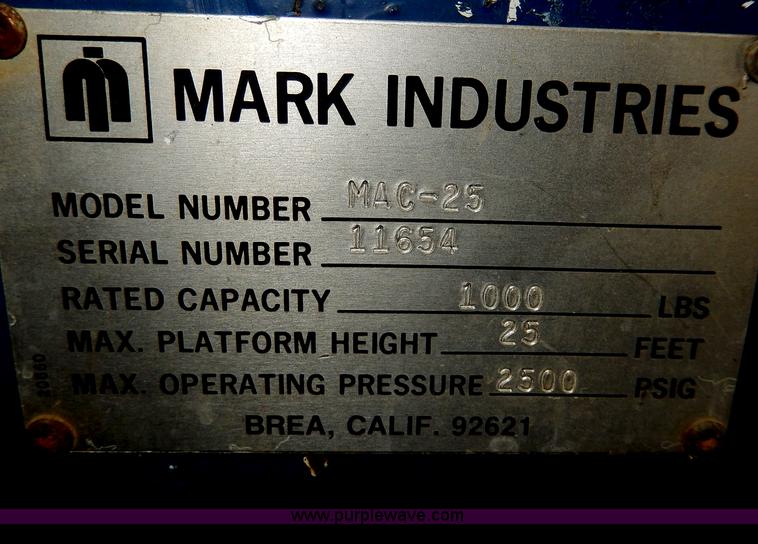 MARK INDUSTRIES
MODEL NUMBER MAC-25
SERIAL NUMBER 11654
RATED CAPACITY 1000 LBS
MAX. PLATFORM HEIGHT 25 FEET
MAX. OPERATING PRESSURE 2500 PSIG
BREA, CALIF. 92621
www.purplewave.com